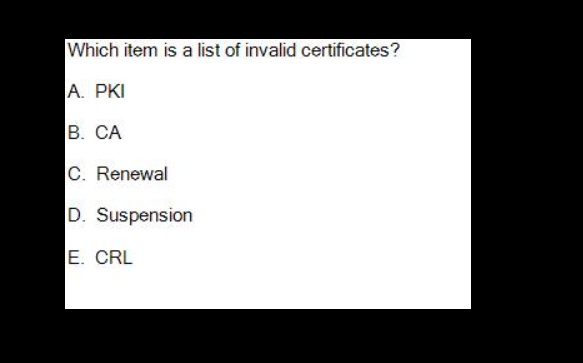 Which item is a list of invalid certificates?
A. PKI
B. CA
C. Renewal
D. Suspension
E. CRL